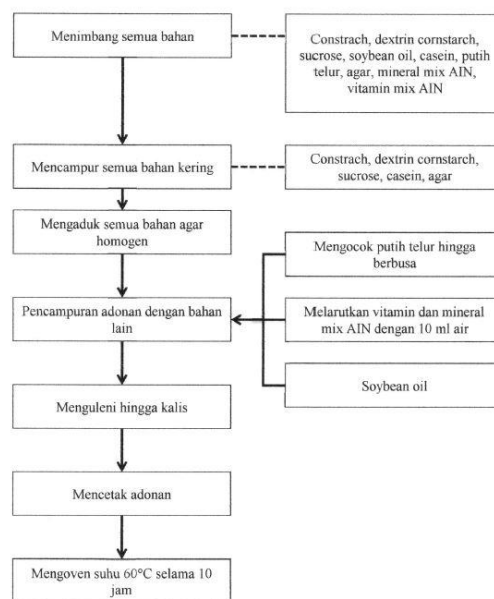 Menimbang semua bahan
Constrach, dextrin cornstarch,
sucrose, soybean oil, casein, putih
telur, agar, mineral mix AIN,
vitamin mix AIN
Mencampur semua bahan kering
Constrach, dextrin cornstarch,
sucrose, casein, agar
Mengaduk semua bahan agar
homogen
Mengocok putih telur hingga
berbusa
Pencampuran adonan dengan bahan
lain
Melarutkan vitamin dan mineral
mix AIN dengan 10 ml air
Soybean oil
Menguleni hingga kalis
Mencetak adonan
Mengoven suhu 60°C selama 10
jam